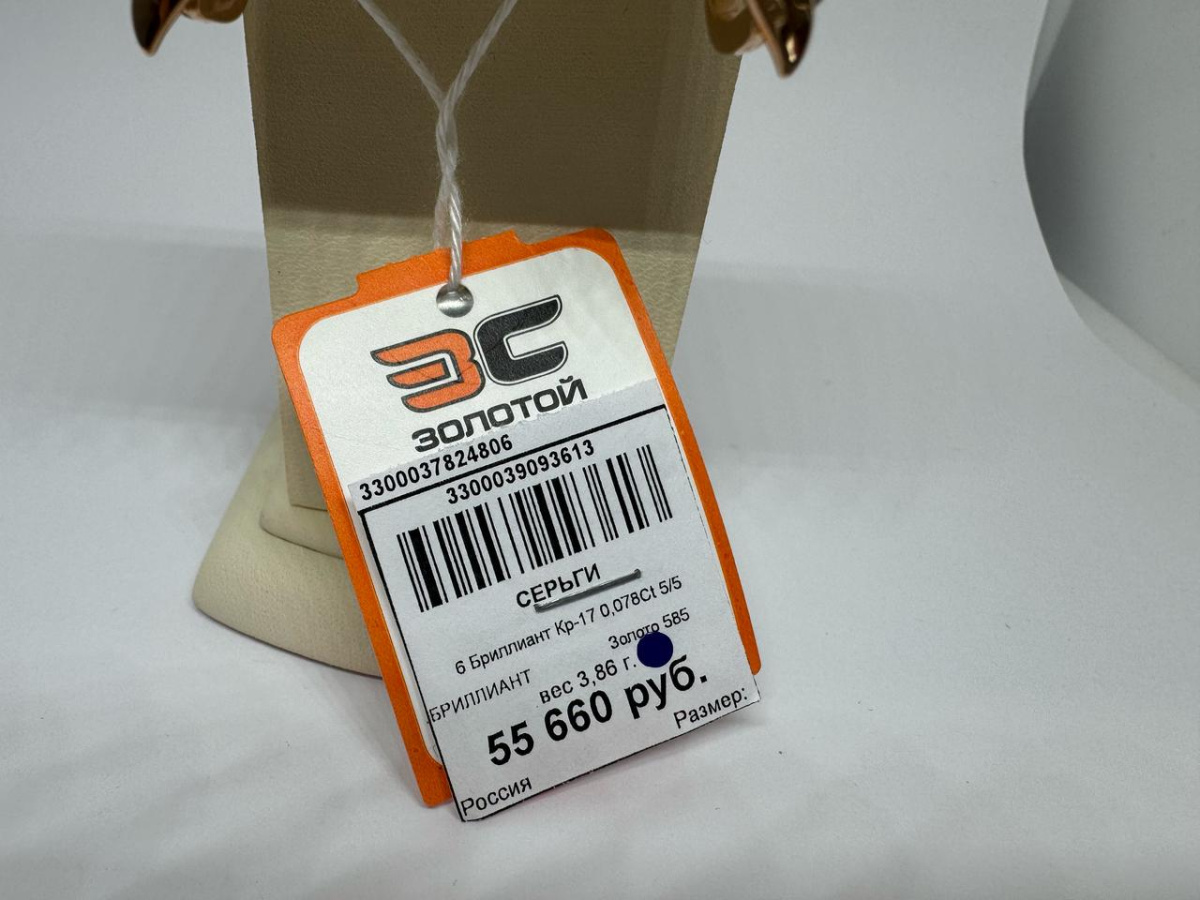 ЗС
ЗОЛОТОЙ
3300037824806
3300039093613
СЕРЬГИ
6 Бриллиант Кр-17 0,078Ct 5/5
Золото 585
БРИЛЛИАНТ
вес 3,86 г.
55 660 руб.
Размер:
Россия